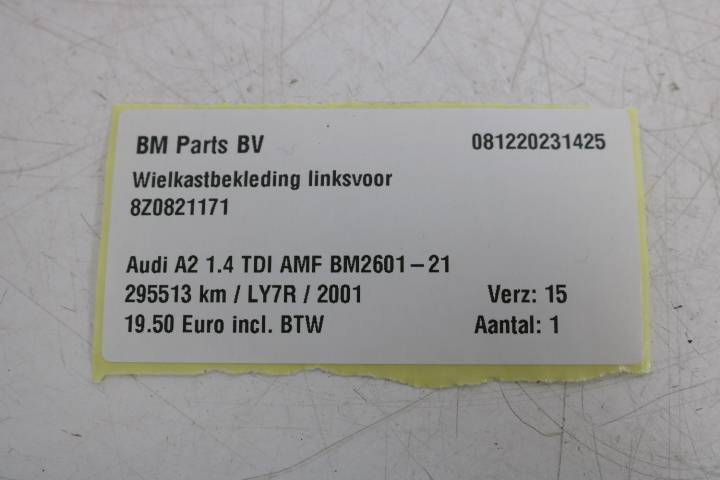 BM Parts BV 081220231425
Wielkastbekleding linksvoor
8Z0821171
Audi A2 1.4 TDI AMF BM2601-21
295513 km / LY7R / 2001 Verz: 15
19.50 Euro incl. BTW Aantal: 1